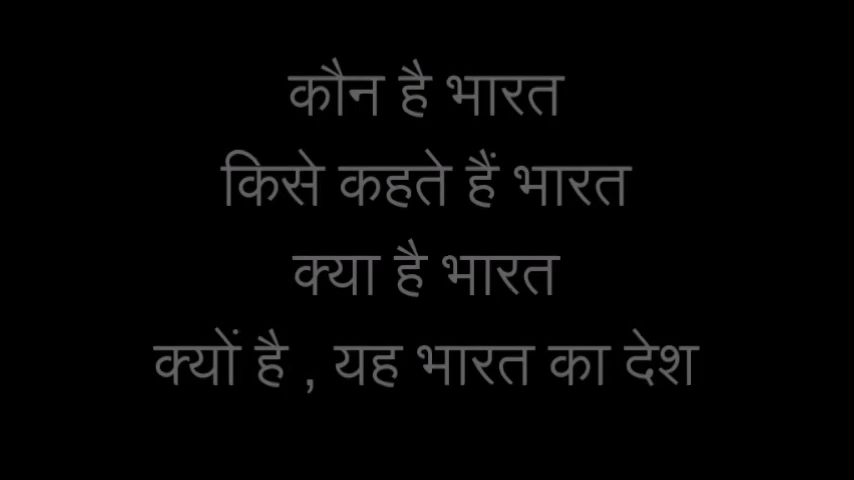 कौन है भारत
किसे कहते हैं भारत
क्या है भारत
क्यों है , यह भारत का देश